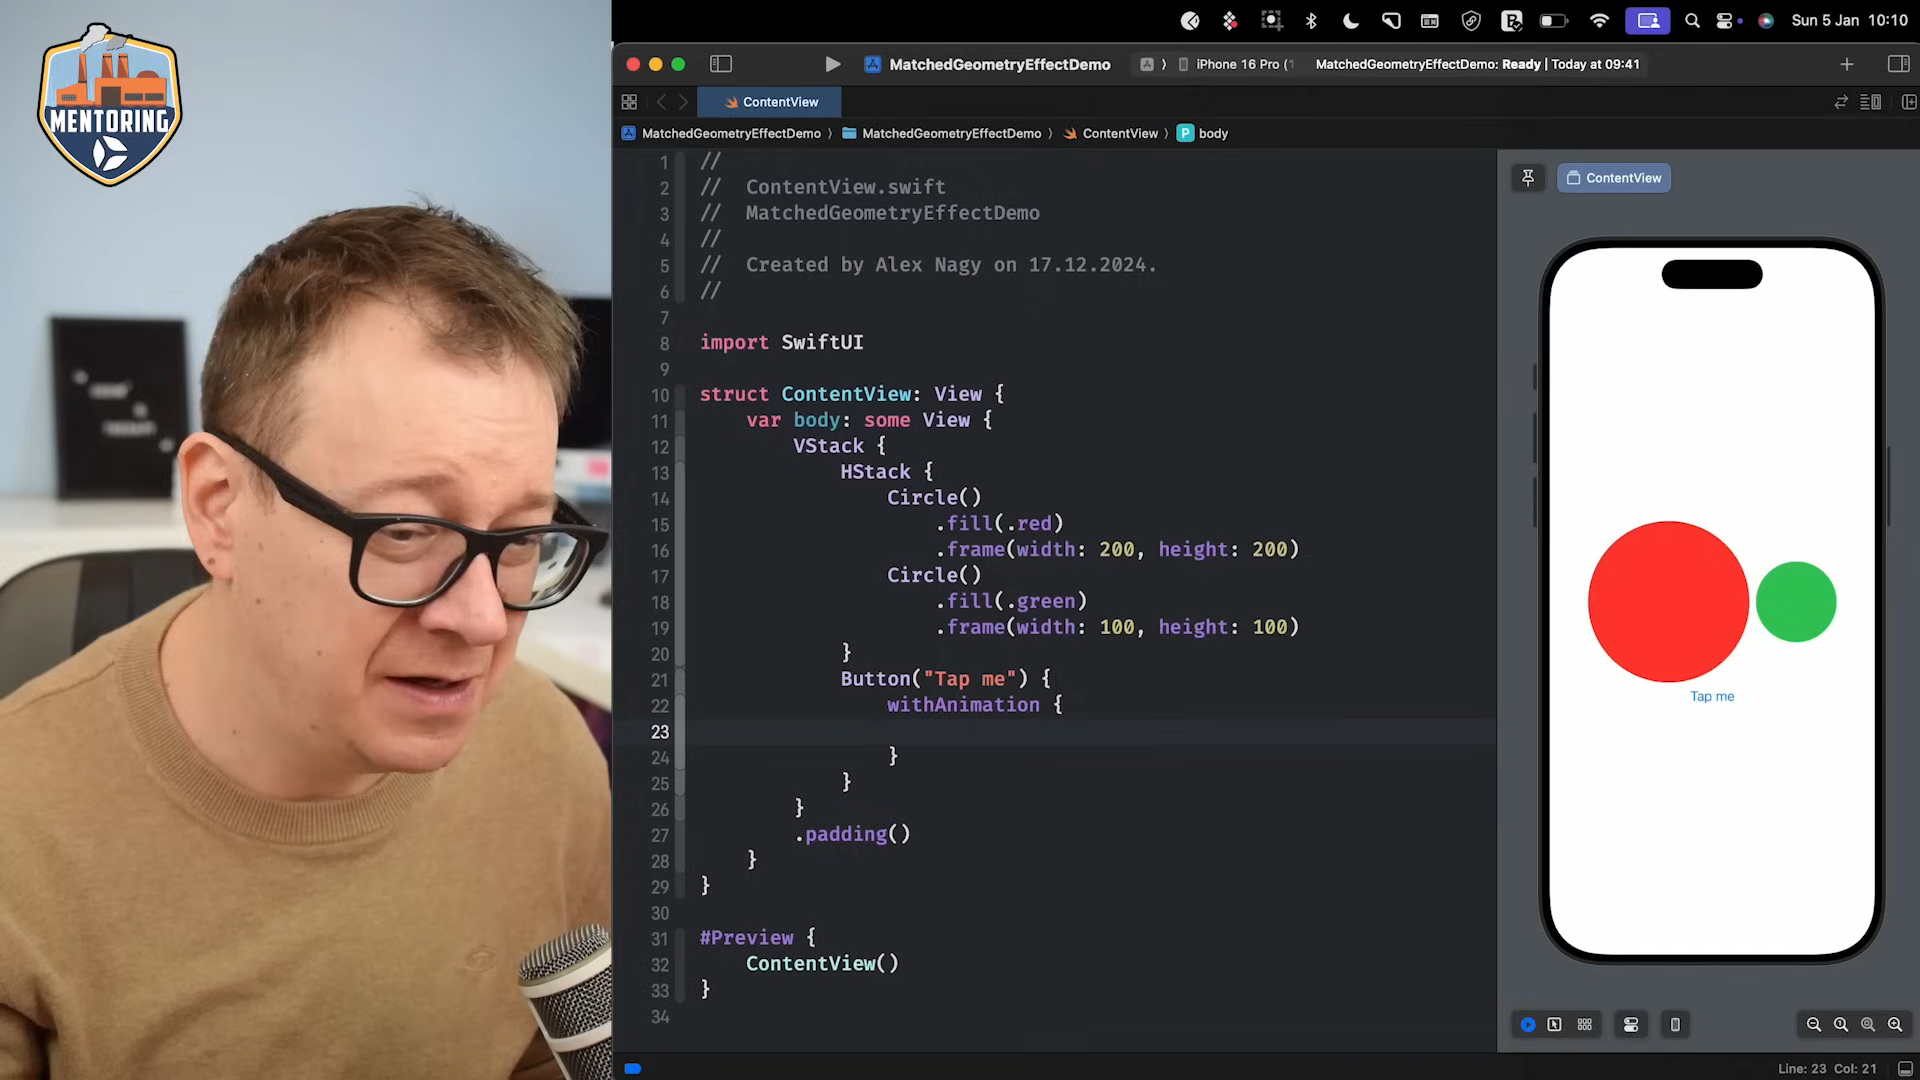 MENTORING
Sun 5 Jan 10:10
MatchedGeometryEffectDemo
iPhone 16 Pro (1
MatchedGeometryEffectDemo: Ready | Today at 09:41
ContentView
MatchedGeometryEffectDemo
MatchedGeometryEffectDemo
ContentView
P body
1 //
2 // ContentView.swift
3 // MatchedGeometryEffectDemo
4 //
5 // Created by Alex Nagy on 17.12.2024.
6 //
7
8 import SwiftUI
9
10 struct ContentView: View {
11 var body: some View {
12 VStack {
13 HStack {
14 Circle()
15 .fill(.red)
16 .frame(width: 200, height: 200)
17 Circle()
18 .fill(.green)
19 .frame(width: 100, height: 100)
20 }
21 Button("Tap me") {
22 withAnimation {
23
24 }
25 }
26 }
27 .padding()
28 }
29 }
30
31 #Preview {
32 ContentView()
33 }
34
ContentView
Tap me
Line: 23 Col: 21